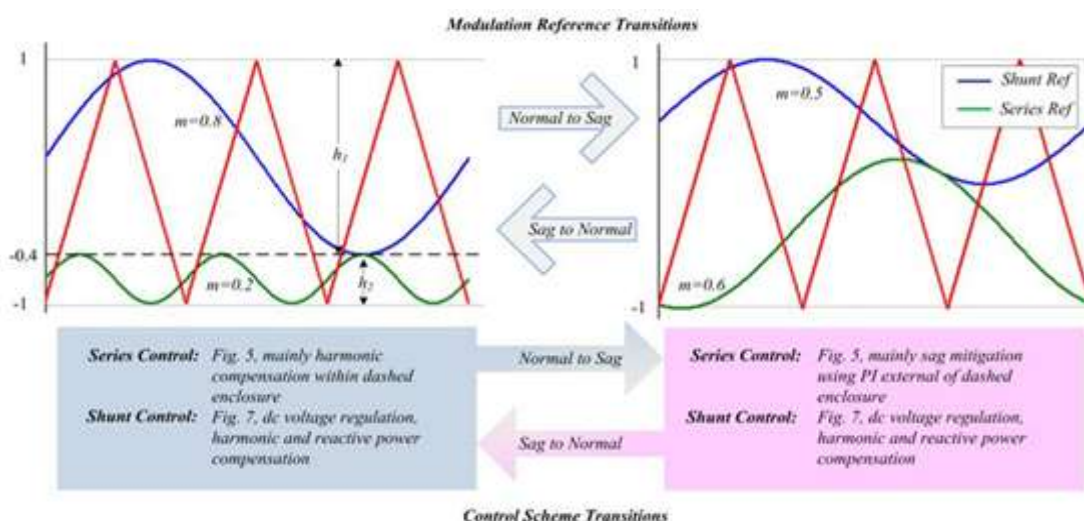 Modulation Reference Transitions
1
m=0.8
h1
-0.4
m=0.2
h2
-1
Normal to Sag
Sag to Normal
1
m=0.5
Shunt Ref
Series Ref
m=0.6
-1
Series Control: Fig. 5, mainly harmonic
compensation within dashed
enclosure
Shunt Control: Fig. 7, dc voltage regulation,
harmonic and reactive power
compensation
Normal to Sag
Sag to Normal
Series Control: Fig. 5, mainly sag mitigation
using PI external of dashed
enclosure
Shunt Control: Fig. 7, dc voltage regulation,
harmonic and reactive power
compensation
Control Scheme Transitions